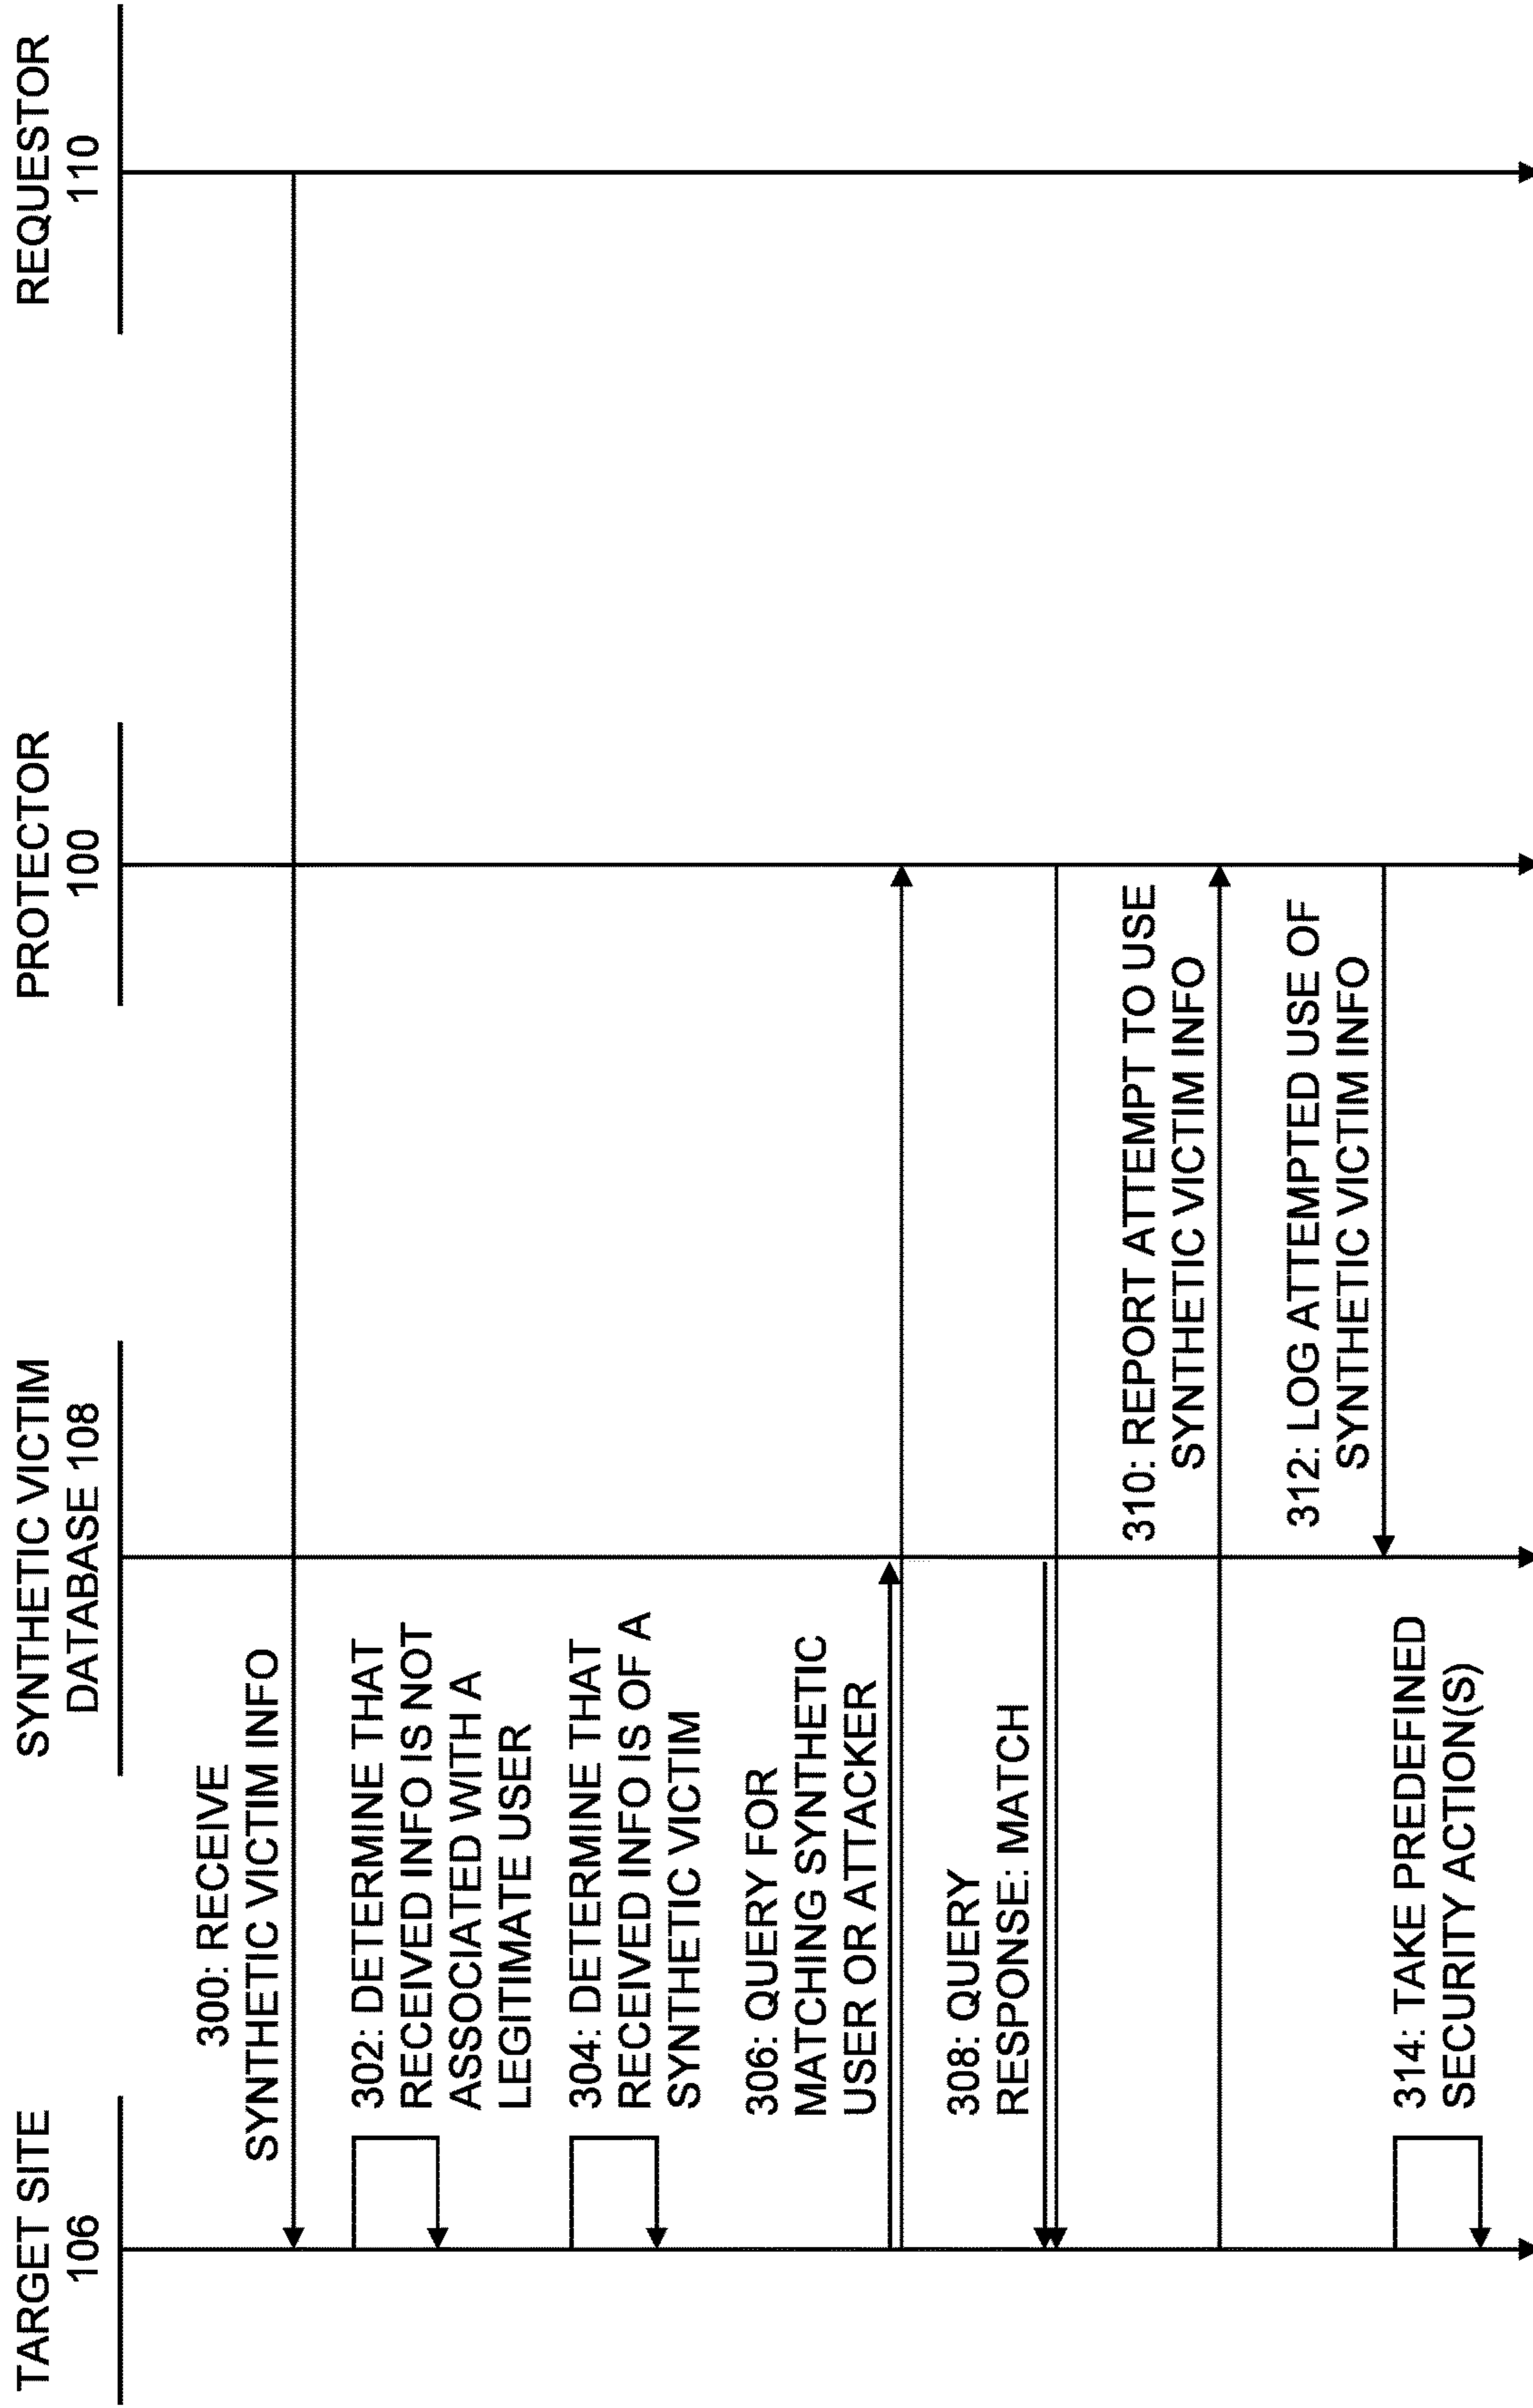 TARGET SITE
106
SYNTHETIC VICTIM
DATABASE 108
PROTECTOR
100
REQUESTOR
110
300: RECEIVE
SYNTHETIC VICTIM INFO
302: DETERMINE THAT
RECEIVED INFO IS NOT
ASSOCIATED WITH A
LEGITIMATE USER
304: DETERMINE THAT
RECEIVED INFO IS OF A
SYNTHETIC VICTIM
306: QUERY FOR
MATCHING SYNTHETIC
USER OR ATTACKER
308: QUERY
RESPONSE: MATCH
310: REPORT ATTEMPT TO USE
SYNTHETIC VICTIM INFO
312: LOG ATTEMPTED USE OF
SYNTHETIC VICTIM INFO
314: TAKE PREDEFINED
SECURITY ACTION(S)